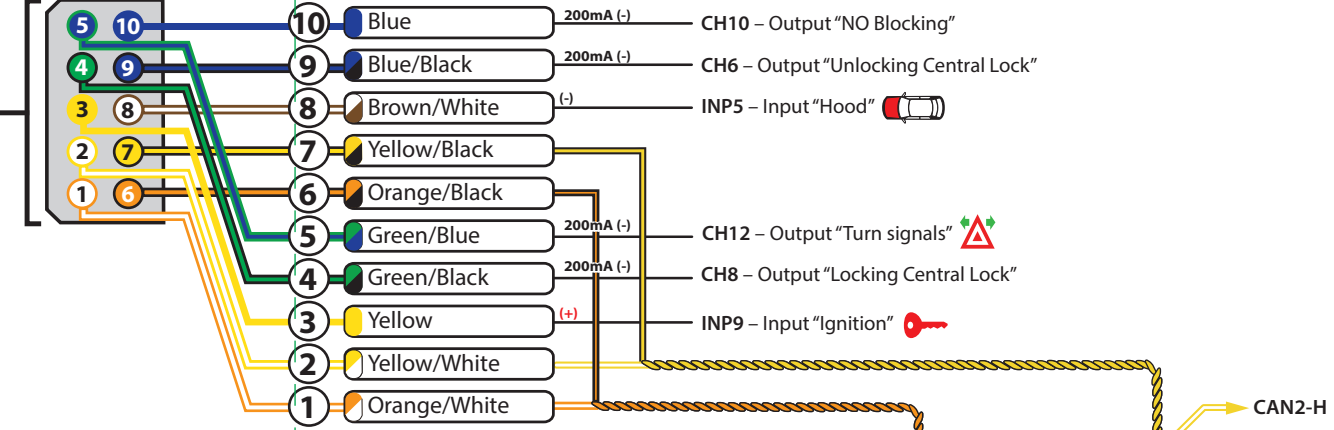 5 10 10 Blue 200mA (-) CH10 – Output “NO Blocking”
4 9 9 Blue/Black 200mA (-) CH6 – Output “Unlocking Central Lock”
3 8 8 Brown/White (-) INP5 – Input “Hood”
2 7 7 Yellow/Black
1 6 6 Orange/Black
5 Green/Blue 200mA (-) CH12 – Output “Turn signals”
4 Green/Black 200mA (-) CH8 – Output “Locking Central Lock”
3 Yellow (+) INP9 – Input “Ignition”
2 Yellow/White
1 Orange/White
CAN2-H